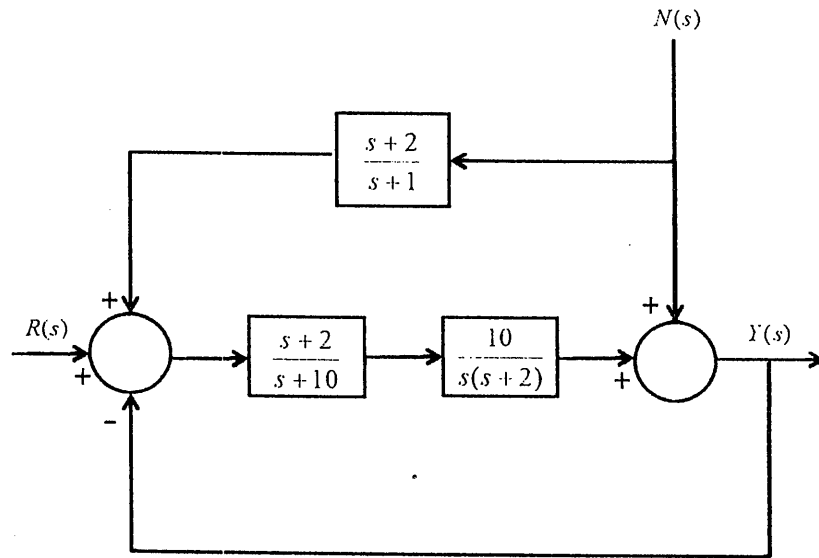 N(s)
s + 2
s + 1
+
+
R(s)
Y(s)
+
s + 2
s + 10
10
s(s + 2)
+
-